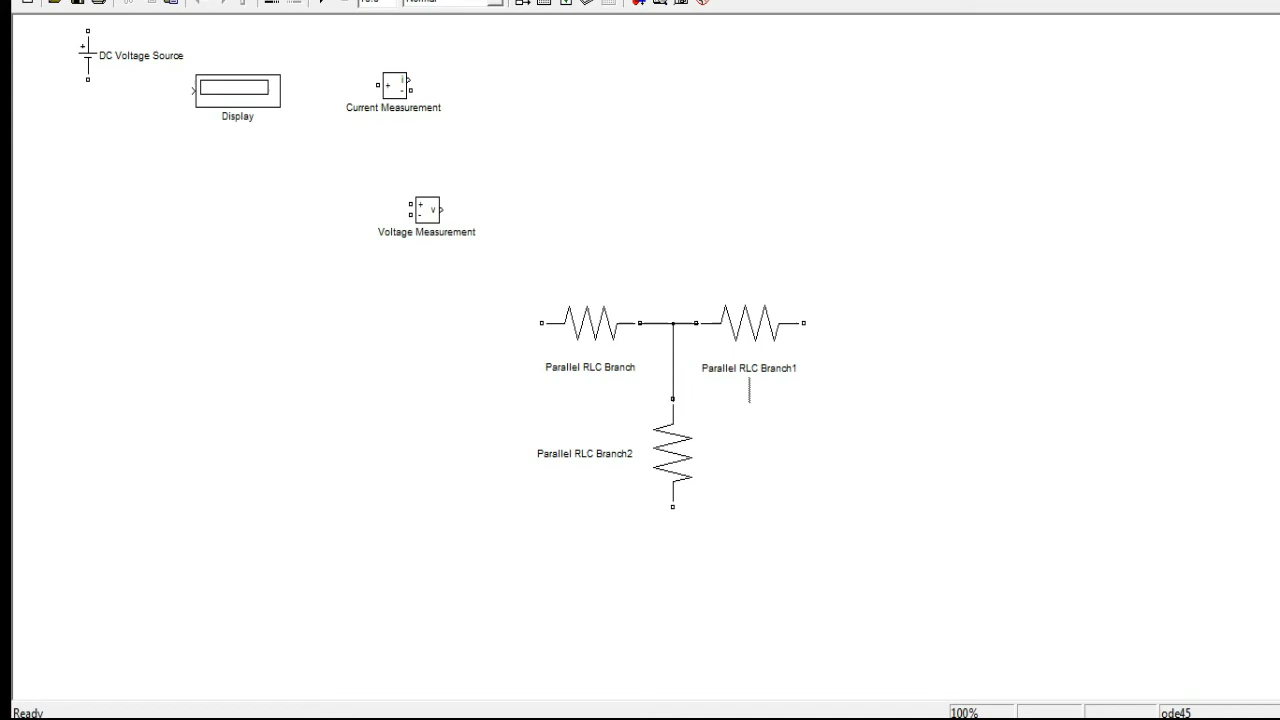 Normal
DC Voltage Source
+
Display
+ i
-
Current Measurement
+ v
-
Voltage Measurement
Parallel RLC Branch
Parallel RLC Branch1
Parallel RLC Branch2
Ready
100%
ode45